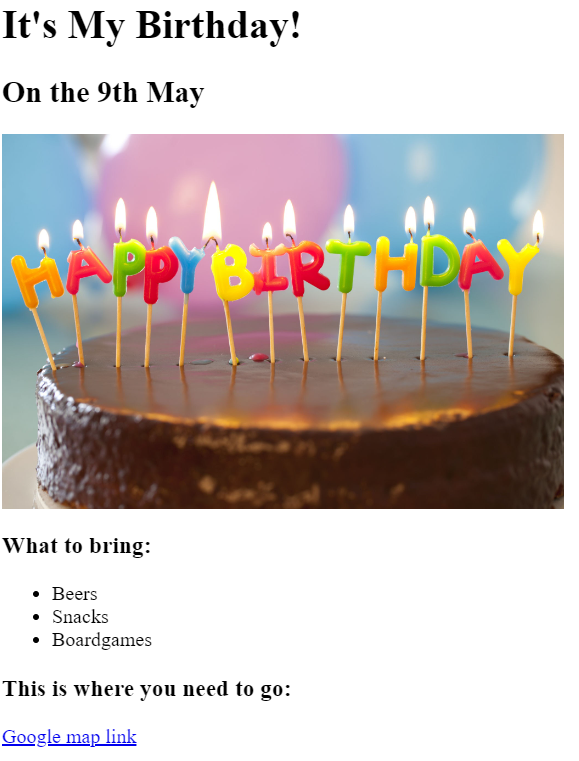 It's My Birthday!
On the 9th May
HAPPY BIRTHDAY
What to bring:
Beers
Snacks
Boardgames
This is where you need to go:
Google map link